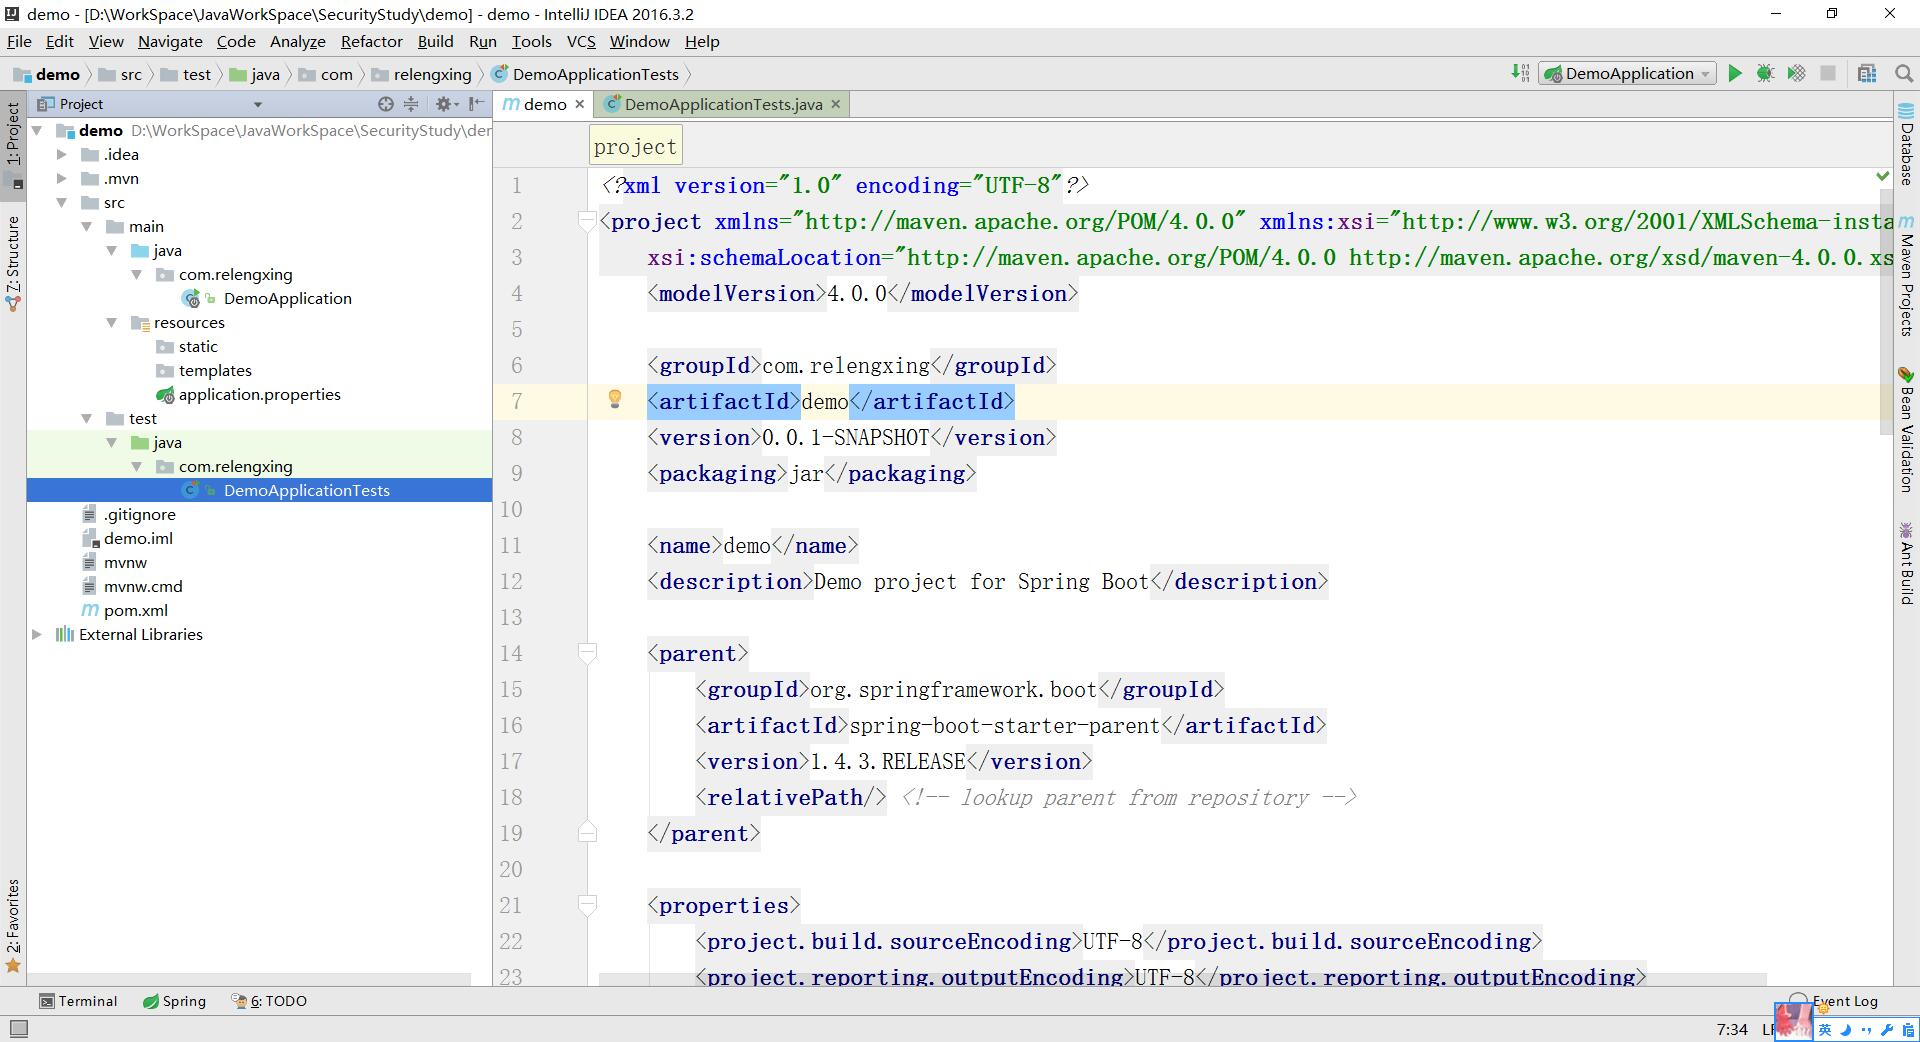 demo - [D:\WorkSpace\JavaWorkSpace\SecurityStudy\demo] - demo - IntelliJ IDEA 2016.3.2
File Edit View Navigate Code Analyze Refactor Build Run Tools VCS Window Help
demo src test java com relengxing DemoApplicationTests
DemoApplication
1: Project
7: Structure
2: Favorites
Project
demo D:\WorkSpace\JavaWorkSpace\SecurityStudy\der
.idea
.mvn
src
main
java
com.relengxing
DemoApplication
resources
static
templates
application.properties
test
java
com.relengxing
DemoApplicationTests
.gitignore
demo.iml
mvnw
mvnw.cmd
pom.xml
External Libraries
demo DemoApplicationTests.java
project
1 <?xml version="1.0" encoding="UTF-8"?>
2 <project xmlns="http://maven.apache.org/POM/4.0.0" xmlns:xsi="http://www.w3.org/2001/XMLSchema-insta
3 xsi:schemaLocation="http://maven.apache.org/POM/4.0.0 http://maven.apache.org/xsd/maven-4.0.0.xs
4 <modelVersion>4.0.0</modelVersion>
5
6 <groupId>com.relengxing</groupId>
7 <artifactId>demo</artifactId>
8 <version>0.0.1-SNAPSHOT</version>
9 <packaging>jar</packaging>
10
11 <name>demo</name>
12 <description>Demo project for Spring Boot</description>
13
14 <parent>
15 <groupId>org.springframework.boot</groupId>
16 <artifactId>spring-boot-starter-parent</artifactId>
17 <version>1.4.3.RELEASE</version>
18 <relativePath/> <!-- lookup parent from repository -->
19 </parent>
20
21 <properties>
22 <project.build.sourceEncoding>UTF-8</project.build.sourceEncoding>
23 <project.reporting.outputEncoding>UTF-8</project.reporting.outputEncoding>
Database
Maven Projects
Bean Validation
Ant Build
Terminal Spring 6: TODO Event Log
7:34 LF
英